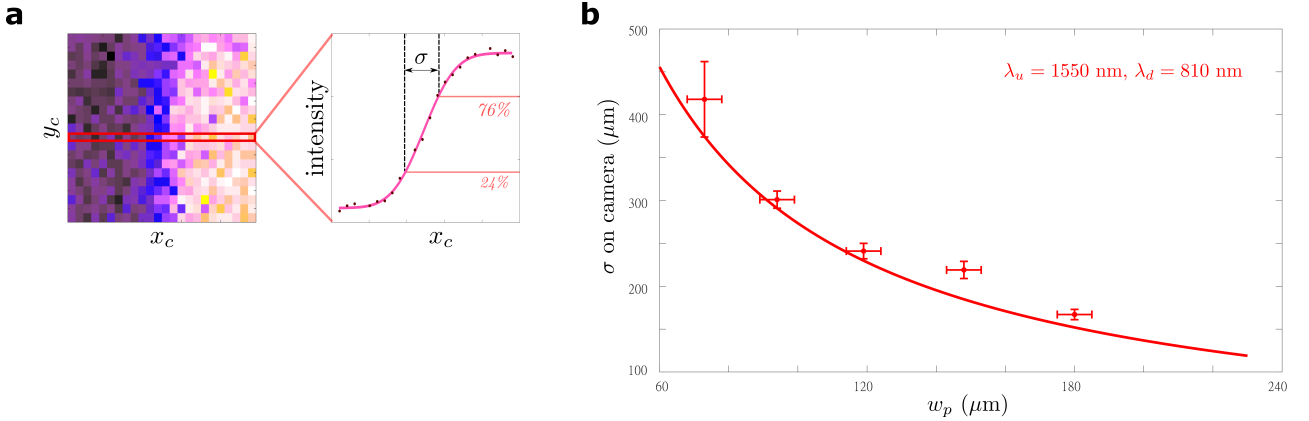 a
y_c
x_c
intensity
σ
76%
24%
x_c
b
500
400
300
200
100
σ on camera (μm)
λ_u = 1550 nm, λ_d = 810 nm
60
120
180
240
w_p (μm)